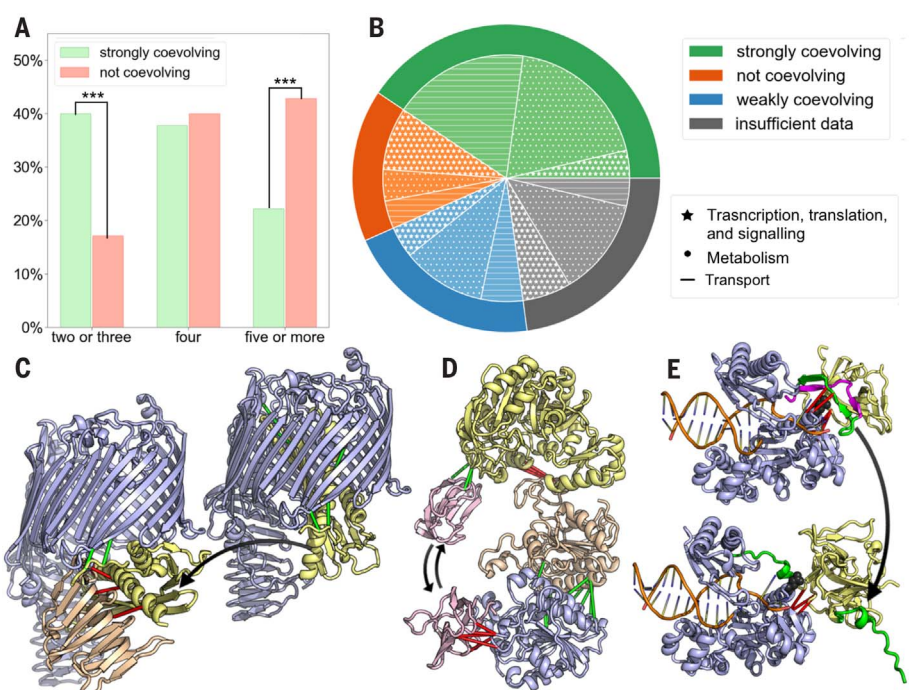 A
strongly coevolving
not coevolving
50%
40%
30%
20%
10%
0%
***
***
two or three
four
five or more
B
strongly coevolving
not coevolving
weakly coevolving
insufficient data
Trasncription, translation,
and signalling
Metabolism
Transport
C
D
E